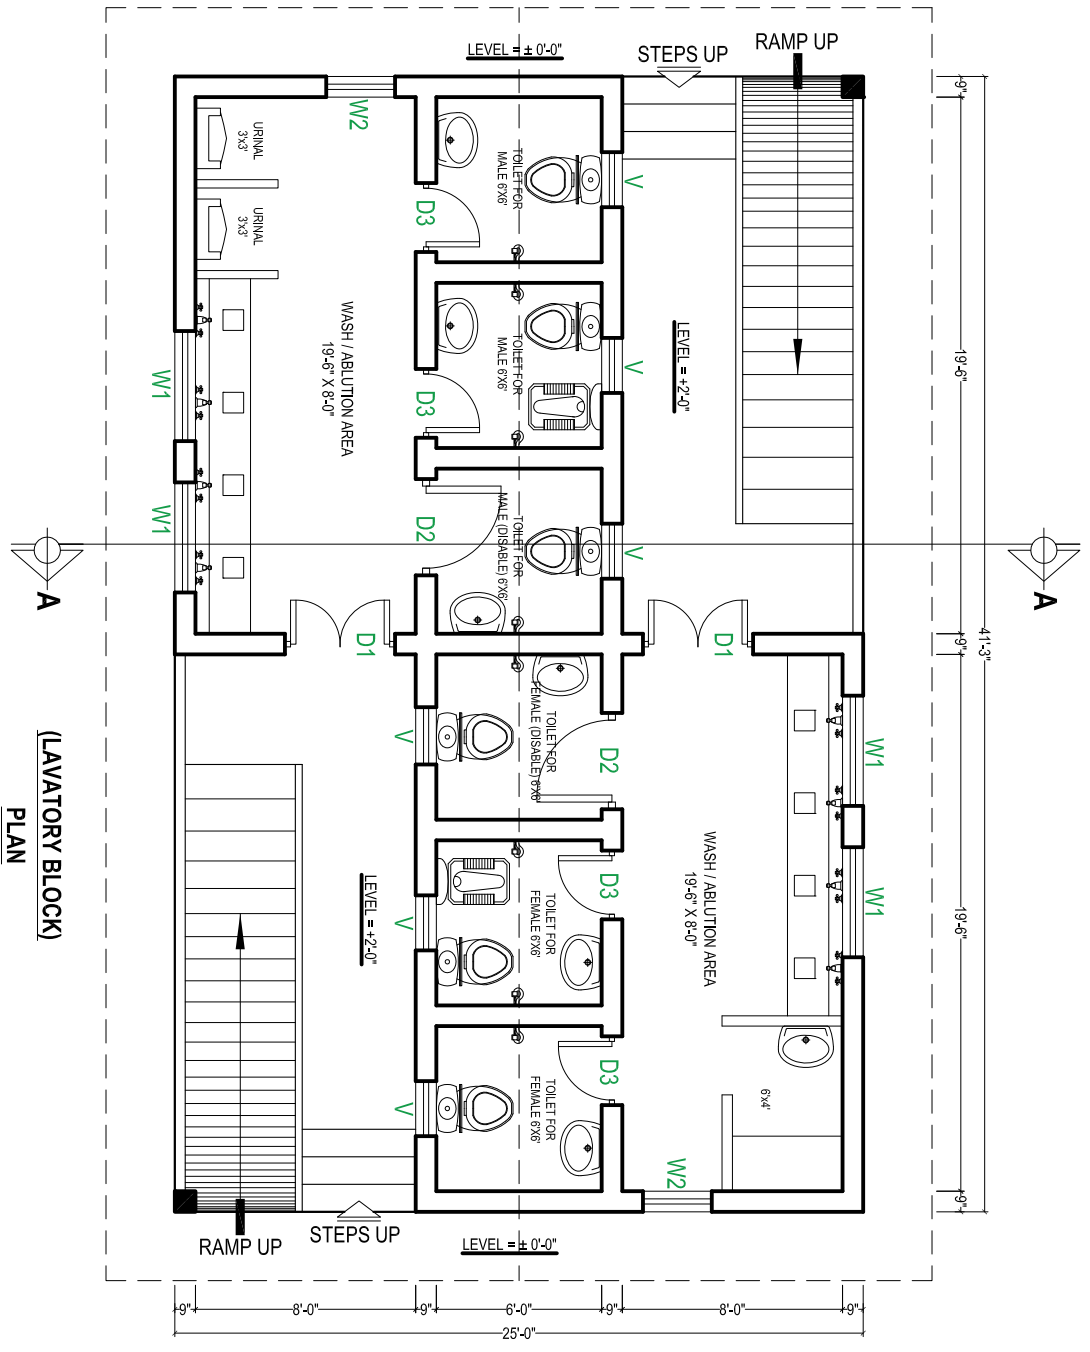 LEVEL = ± 0'-0"
STEPS UP
RAMP UP
W2
URINAL
3'x3'
URINAL
3'x3'
TOILET FOR
MALE 6'X6'
V
D3
TOILET FOR
MALE 6'X6'
V
D3
WASH / ABLUTION AREA
19'-6" X 8'-0"
LEVEL = +2'-0"
W1
W1
D2
TOILET FOR
MALE (DISABLE) 6'X6'
V
A
A
D1
D1
TOILET FOR
FEMALE (DISABLE) 6'X6'
V
D2
W1
W1
WASH / ABLUTION AREA
19'-6" X 8'-0"
LEVEL = +2'-0"
TOILET FOR
FEMALE 6'X6'
V
D3
TOILET FOR
FEMALE 6'X6'
V
D3
6'x4'
W2
RAMP UP
STEPS UP
LEVEL = ± 0'-0"
9"
19'-6"
9"
19'-6"
9"
41'-3"
9"
8'-0"
9"
6'-0"
9"
8'-0"
9"
25'-0"
(LAVATORY BLOCK)
PLAN